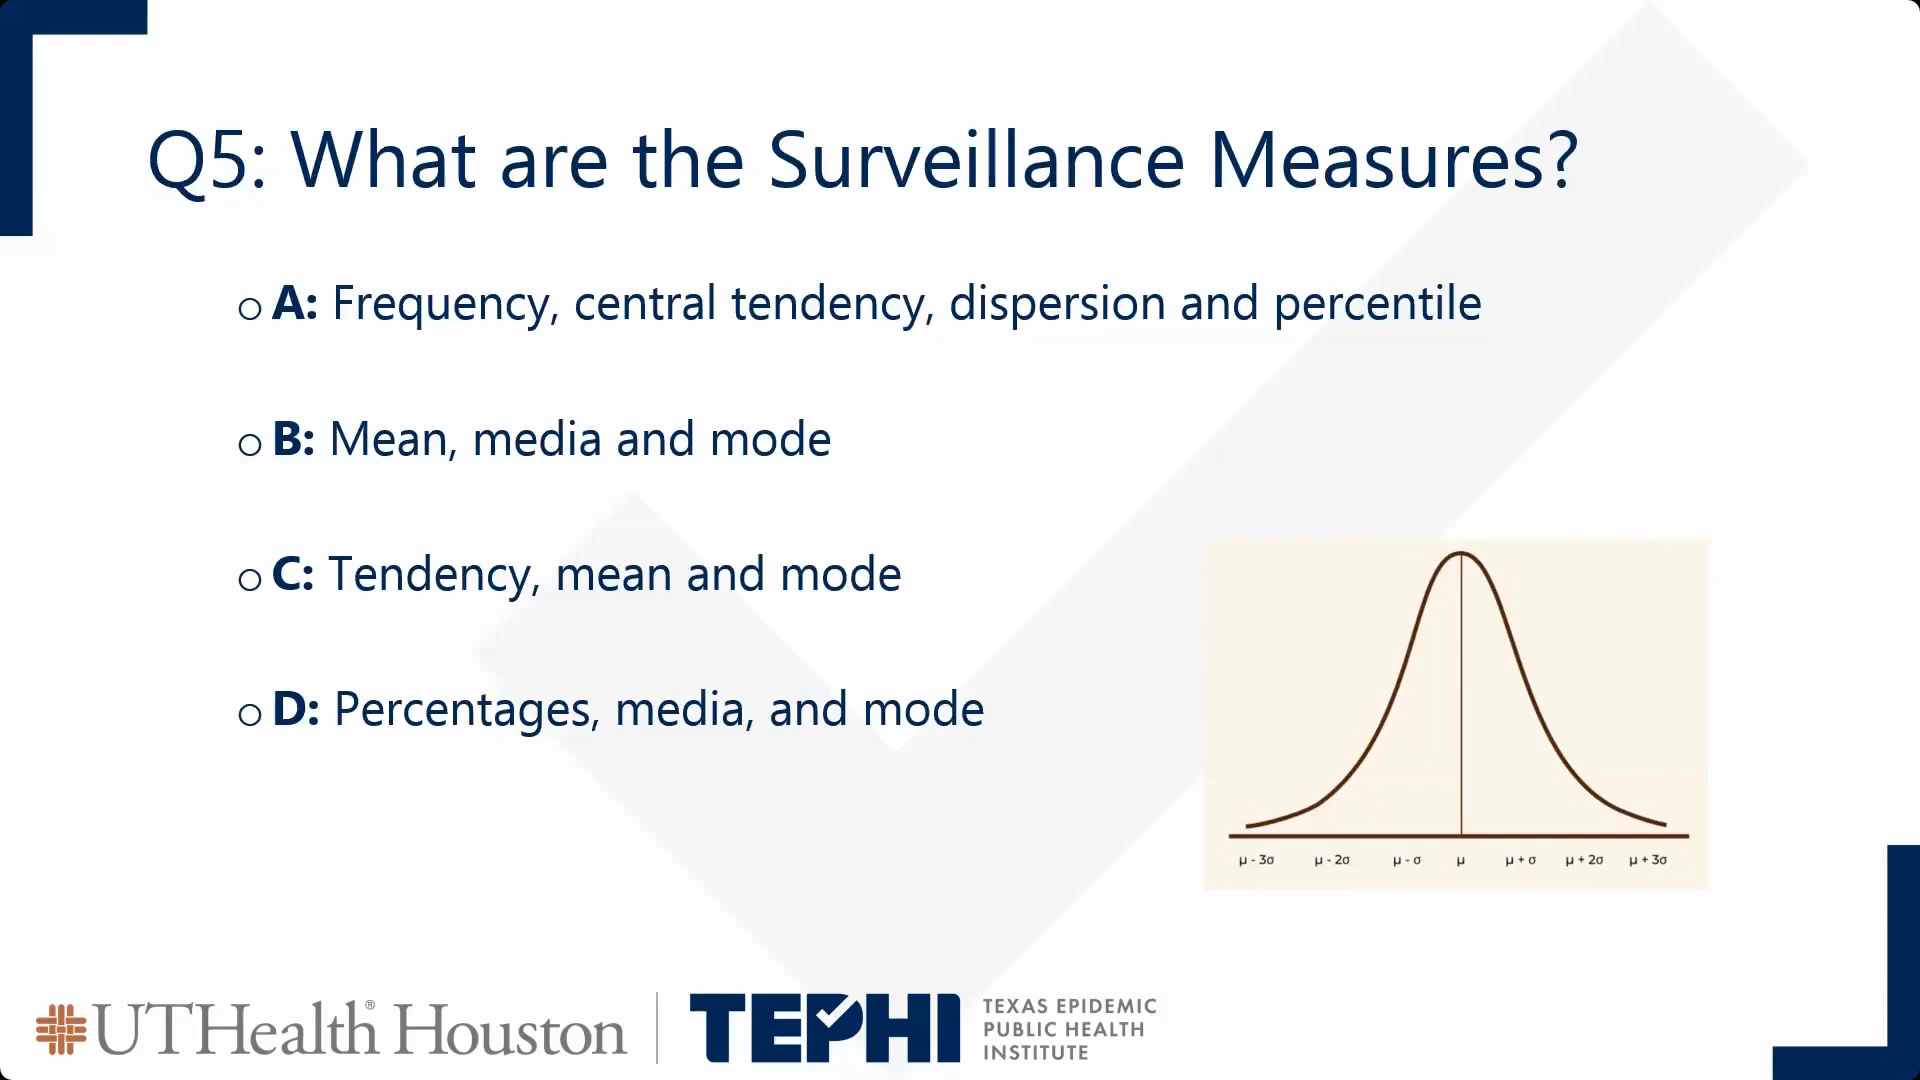 Q5: What are the Surveillance Measures?
o A: Frequency, central tendency, dispersion and percentile
o B: Mean, media and mode
o C: Tendency, mean and mode
o D: Percentages, media, and mode
μ - 3σ μ - 2σ μ - σ μ μ + σ μ + 2σ μ + 3σ
UTHealth® Houston
TEPHI
TEXAS EPIDEMIC
PUBLIC HEALTH
INSTITUTE